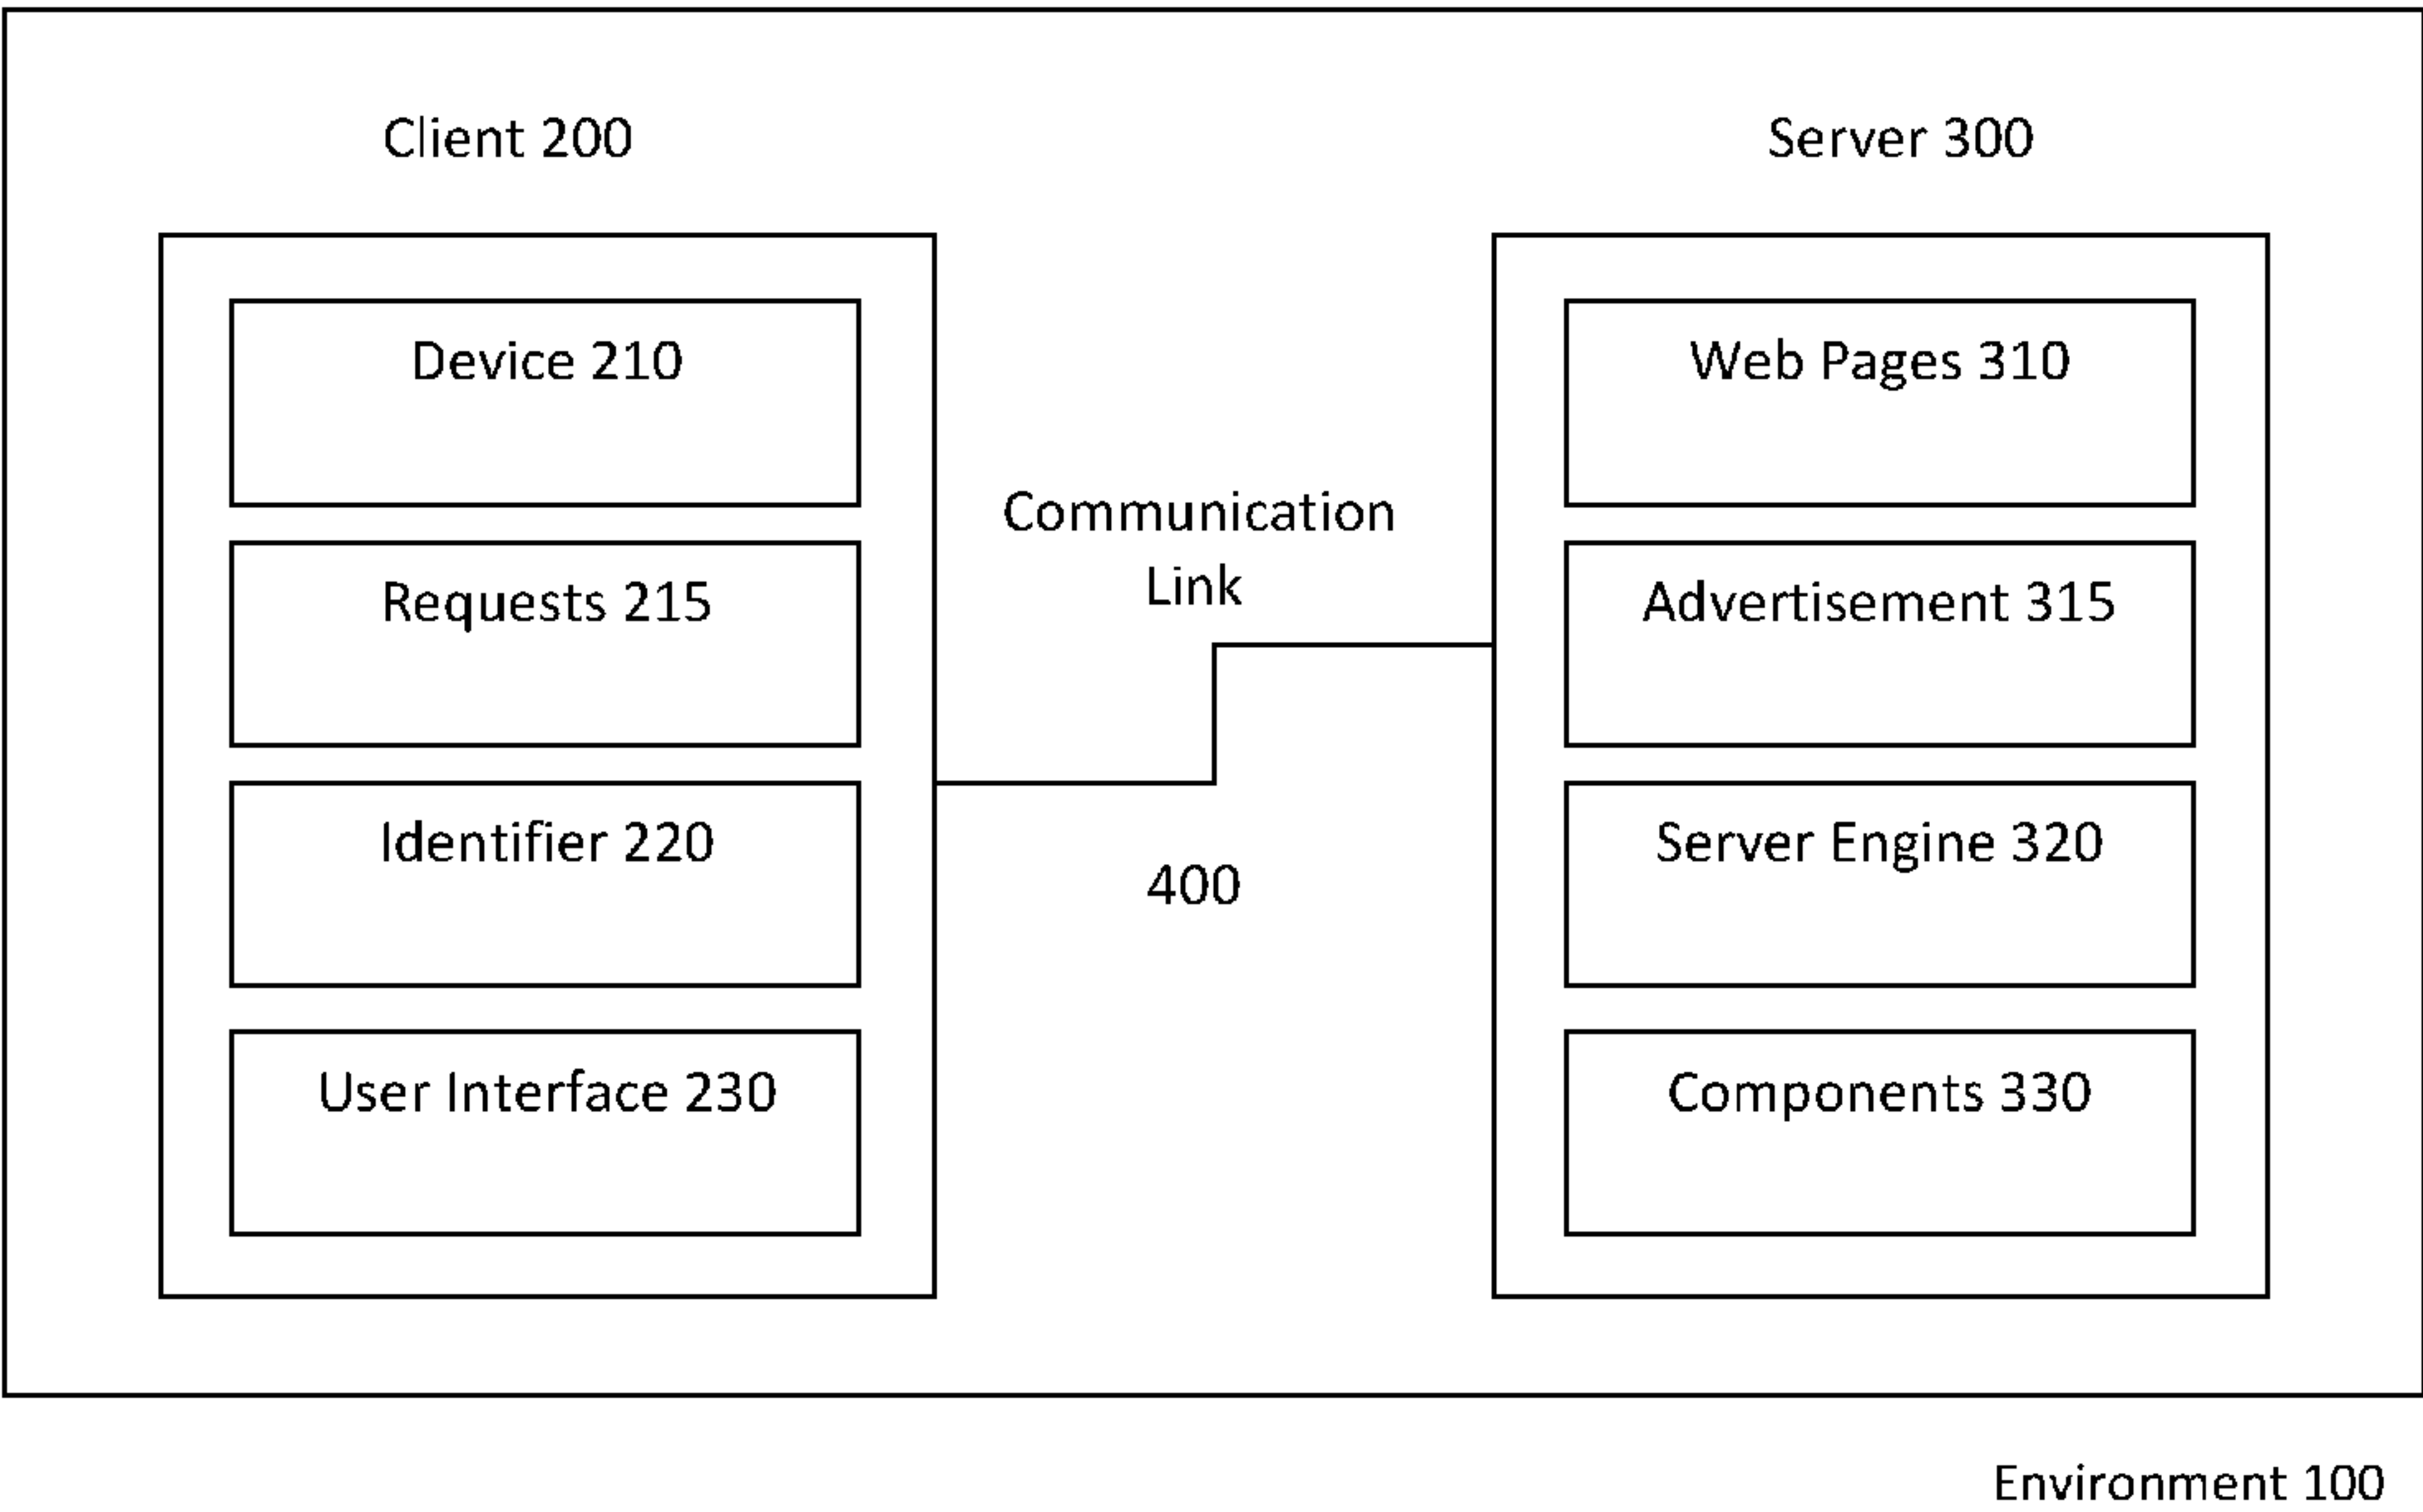 Client 200
Server 300
Device 210
Requests 215
Identifier 220
User Interface 230
Communication
Link
400
Web Pages 310
Advertisement 315
Server Engine 320
Components 330
Environment 100